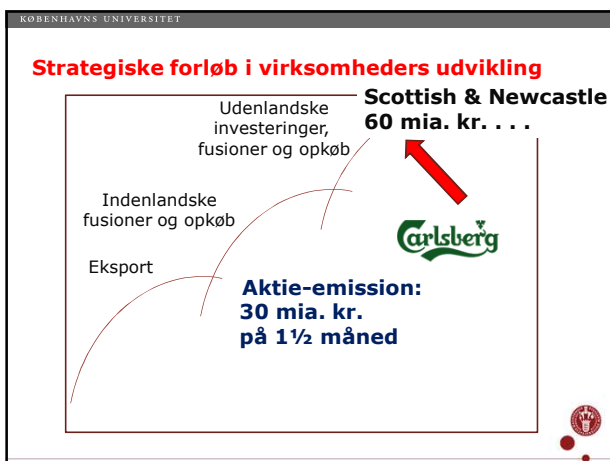 KØBENHAVNS UNIVERSITET
Strategiske forløb i virksomheders udvikling
Scottish & Newcastle
60 mia. kr. . . .
Udenlandske
investeringer,
fusioner og opkøb
Indenlandske
fusioner og opkøb
Carlsberg
Eksport
Aktie-emission:
30 mia. kr.
på 1½ måned